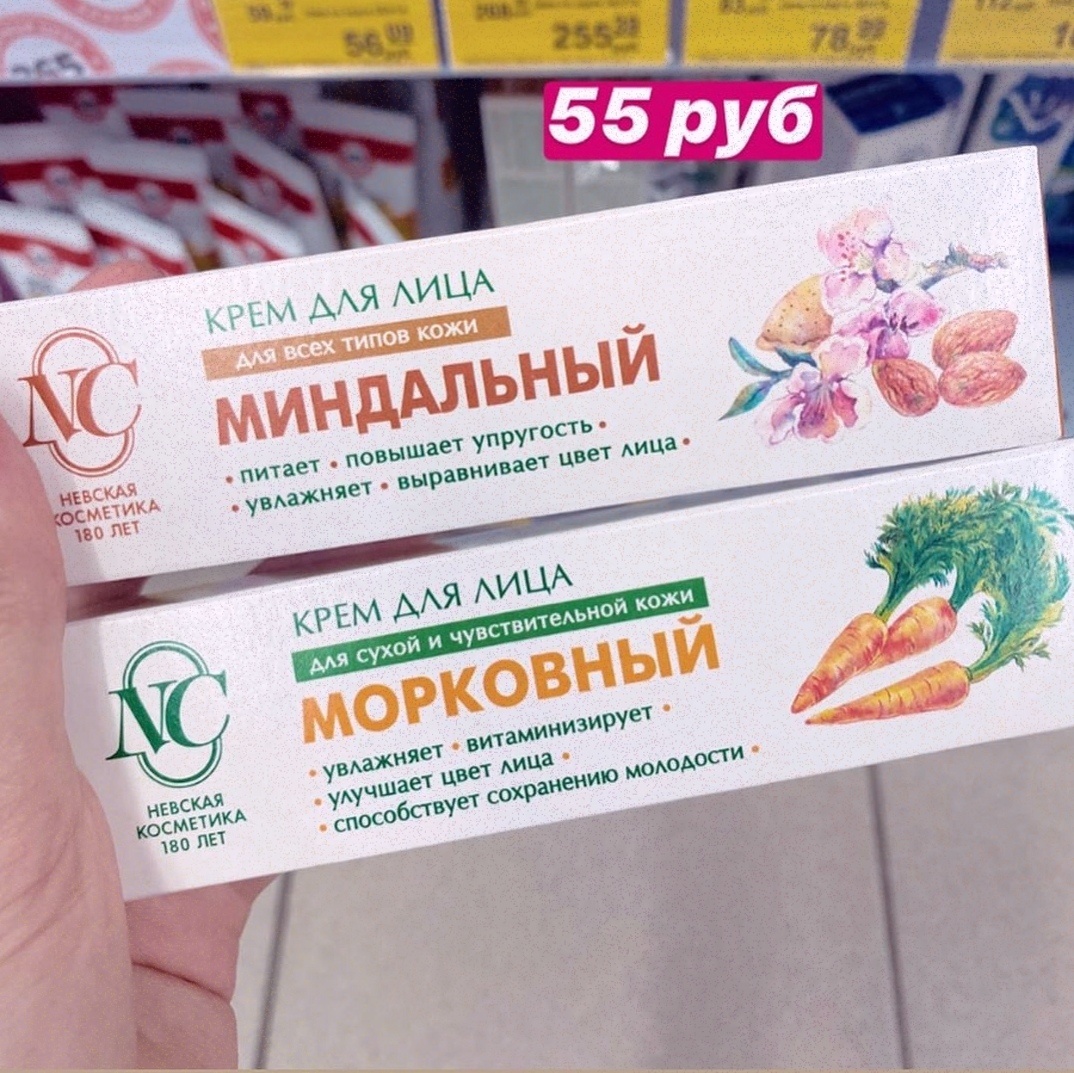 56 09
255 39
78 99
55 руб
КРЕМ ДЛЯ ЛИЦА
для всех типов кожи
МИНДАЛЬНЫЙ
• питает • повышает упругость •
• увлажняет • выравнивает цвет лица •
NC
НЕВСКАЯ
КОСМЕТИКА
180 ЛЕТ
КРЕМ ДЛЯ ЛИЦА
для сухой и чувствительной кожи
МОРКОВНЫЙ
• увлажняет • витаминизирует •
• улучшает цвет лица •
• способствует сохранению молодости •
NC
НЕВСКАЯ
КОСМЕТИКА
180 ЛЕТ